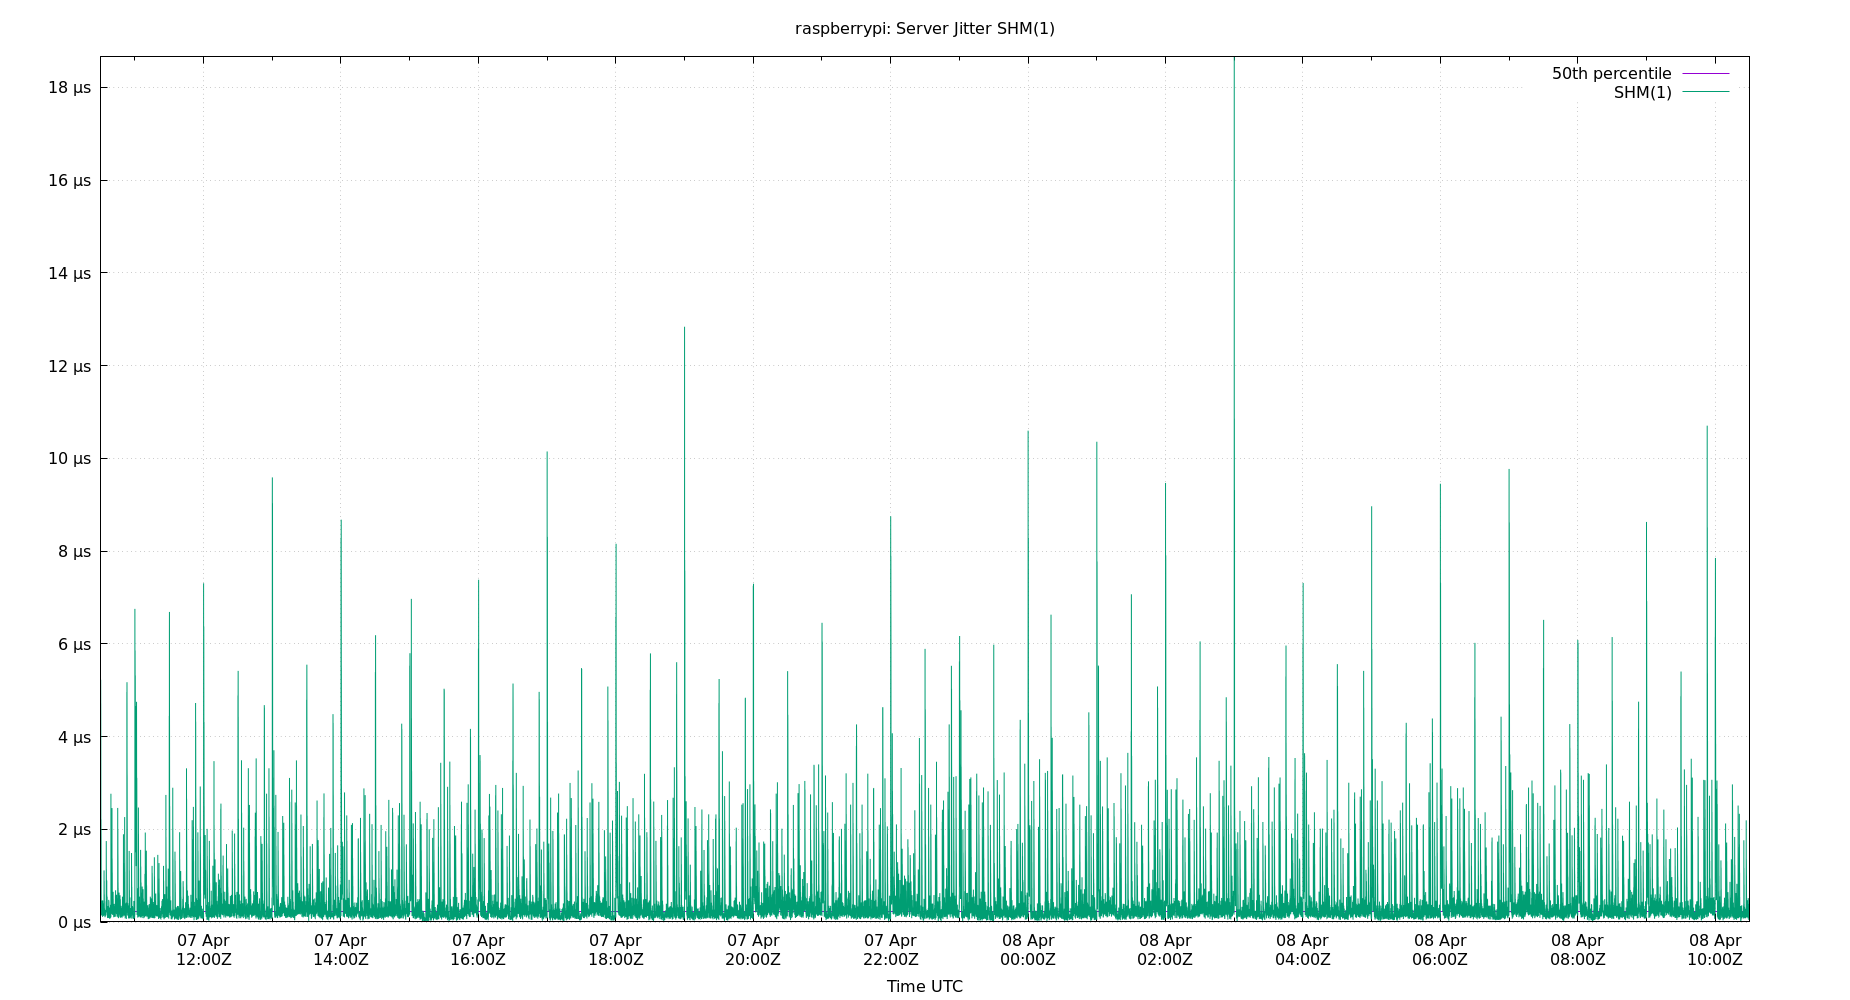 raspberrypi: Server Jitter SHM(1)
50th percentile
SHM(1)
18 µs
16 µs
14 µs
12 µs
10 µs
8 µs
6 µs
4 µs
2 µs
0 µs
07 Apr 07 Apr 07 Apr 07 Apr 07 Apr 07 Apr 08 Apr 08 Apr 08 Apr 08 Apr 08 Apr 08 Apr
12:00Z 14:00Z 16:00Z 18:00Z 20:00Z 22:00Z 00:00Z 02:00Z 04:00Z 06:00Z 08:00Z 10:00Z
Time UTC